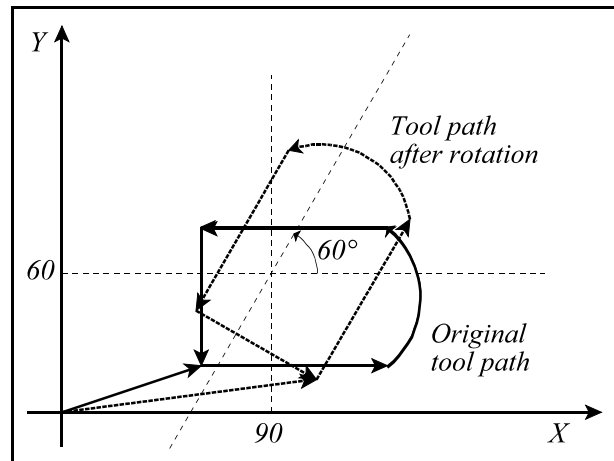 Y
Tool path
after rotation
60°
60
Original
tool path
90
X